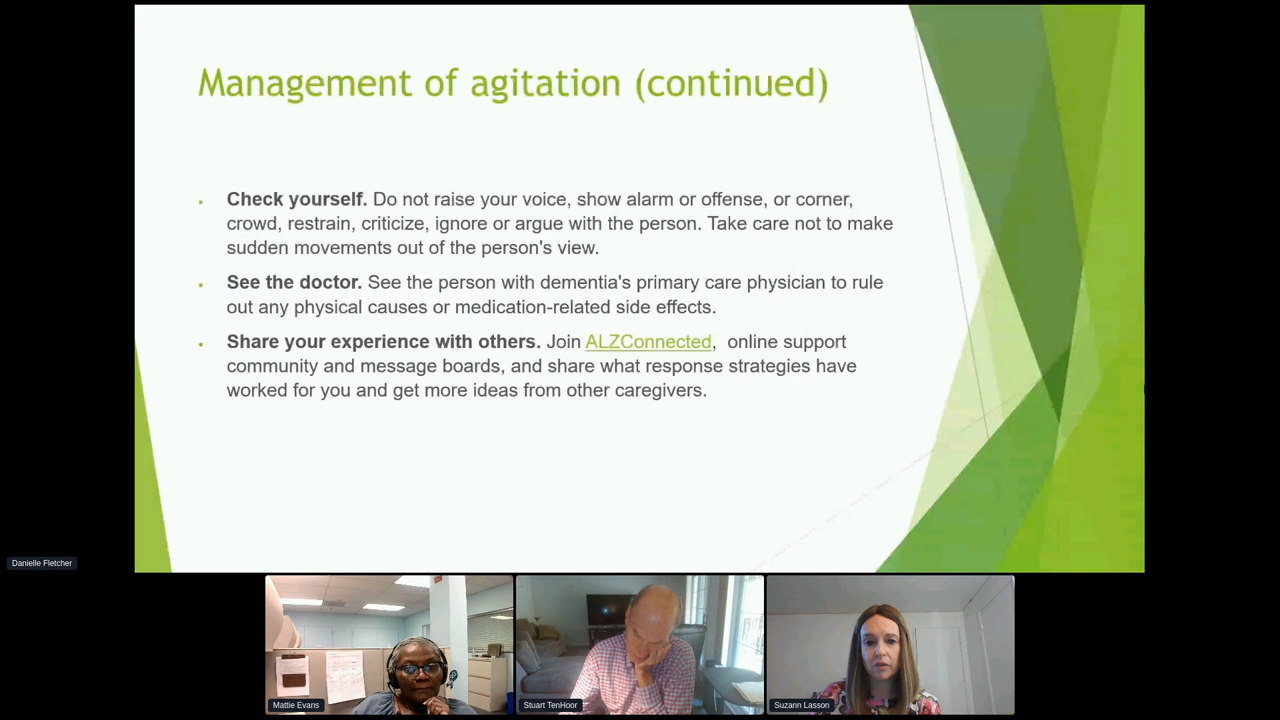 Management of agitation (continued)
Check yourself. Do not raise your voice, show alarm or offense, or corner,
crowd, restrain, criticize, ignore or argue with the person. Take care not to make
sudden movements out of the person's view.
See the doctor. See the person with dementia's primary care physician to rule
out any physical causes or medication-related side effects.
Share your experience with others. Join ALZConnected,  online support
community and message boards, and share what response strategies have
worked for you and get more ideas from other caregivers.
Danielle Fletcher
Mattie Evans
Stuart TenHoor
Suzann Lasson